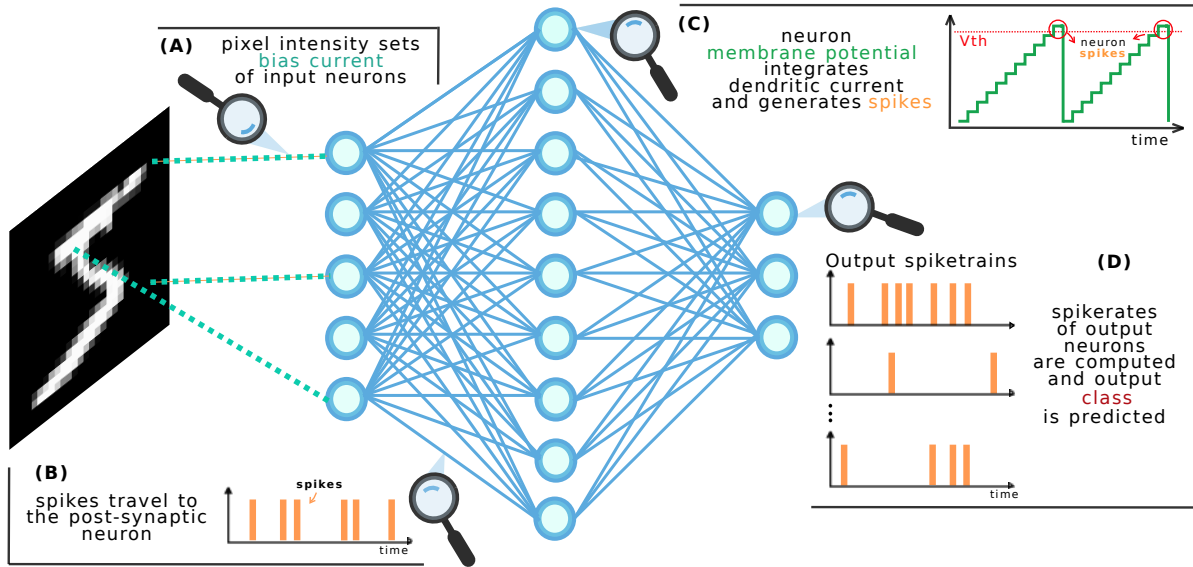 (A)
pixel intensity sets
bias current
of input neurons
(C)
neuron
membrane potential
integrates
dendritic current
and generates spikes
Vth
neuron
spikes
time
Output spiketrains
(D)
spikerates
of output
neurons
are computed
and output
class
is predicted
time
(B)
spikes travel to
the post-synaptic
neuron
spikes
time